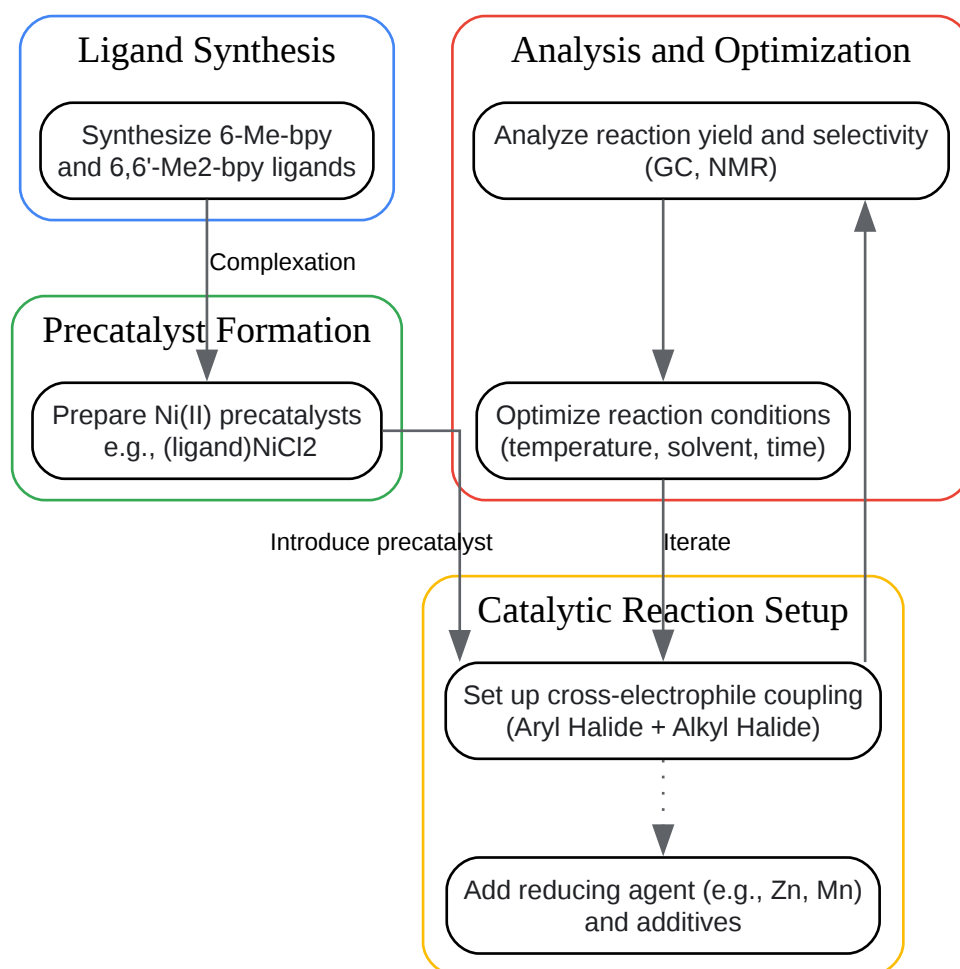 Ligand Synthesis
Synthesize 6-Me-bpy
and 6,6'-Me2-bpy ligands
Complexation
Precatalyst Formation
Prepare Ni(II) precatalysts
e.g., (ligand)NiCl2
Introduce precatalyst
Analysis and Optimization
Analyze reaction yield and selectivity
(GC, NMR)
Optimize reaction conditions
(temperature, solvent, time)
Iterate
Catalytic Reaction Setup
Set up cross-electrophile coupling
(Aryl Halide + Alkyl Halide)
Add reducing agent (e.g., Zn, Mn)
and additives